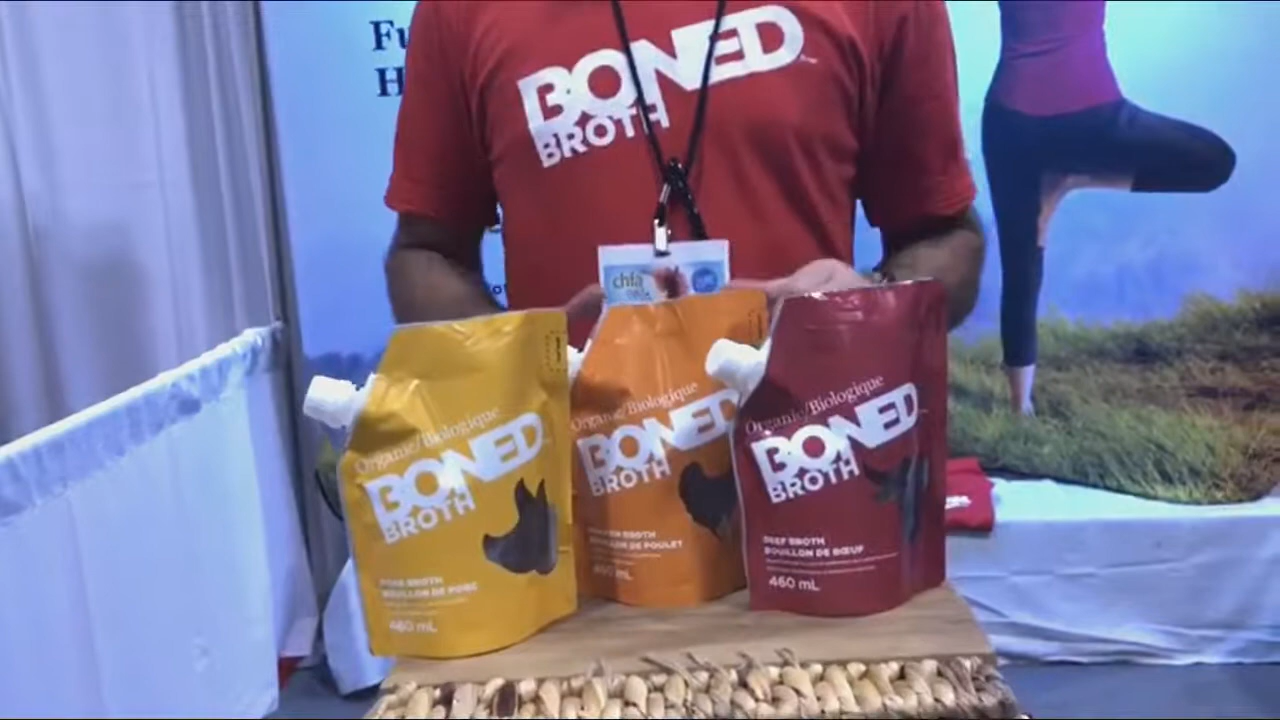 Fu
H
BONED
BROTH
chfa
Organic/Biologique
BONED
BROTH
PORK BROTH
BOUILLON DE PORC
460 mL
Organic/Biologique
BONED
BROTH
BROTH
BOUILLON DE POULET
460 mL
Organic/Biologique
BONED
BROTH
BEEF BROTH
BOUILLON DE BŒUF
460 mL